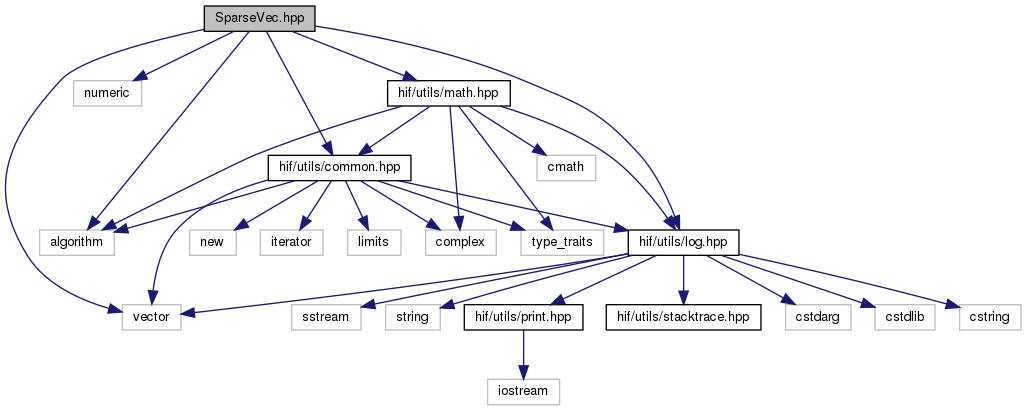 SparseVec.hpp
numeric
hif/utils/math.hpp
hif/utils/common.hpp
cmath
algorithm
new
iterator
limits
complex
type_traits
hif/utils/log.hpp
vector
sstream
string
hif/utils/print.hpp
hif/utils/stacktrace.hpp
cstdarg
cstdlib
cstring
iostream